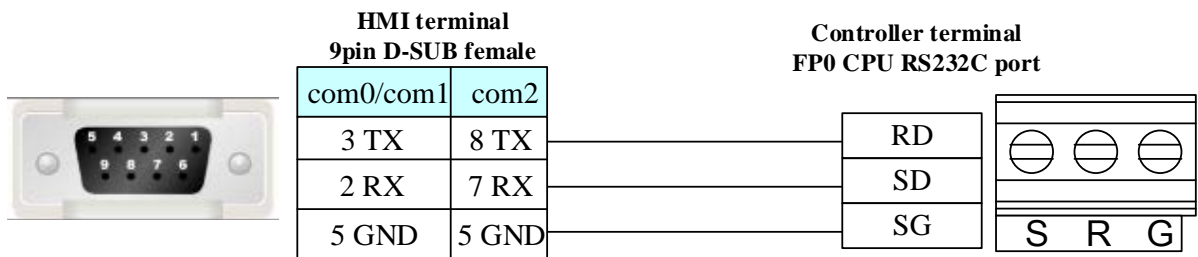 HMI terminal
9pin D-SUB female
Controller terminal
FP0 CPU RS232C port
com0/com1 com2
5 4 3 2 1
9 8 7 6
3 TX 8 TX
2 RX 7 RX
5 GND 5 GND
RD
SD
SG
S R G